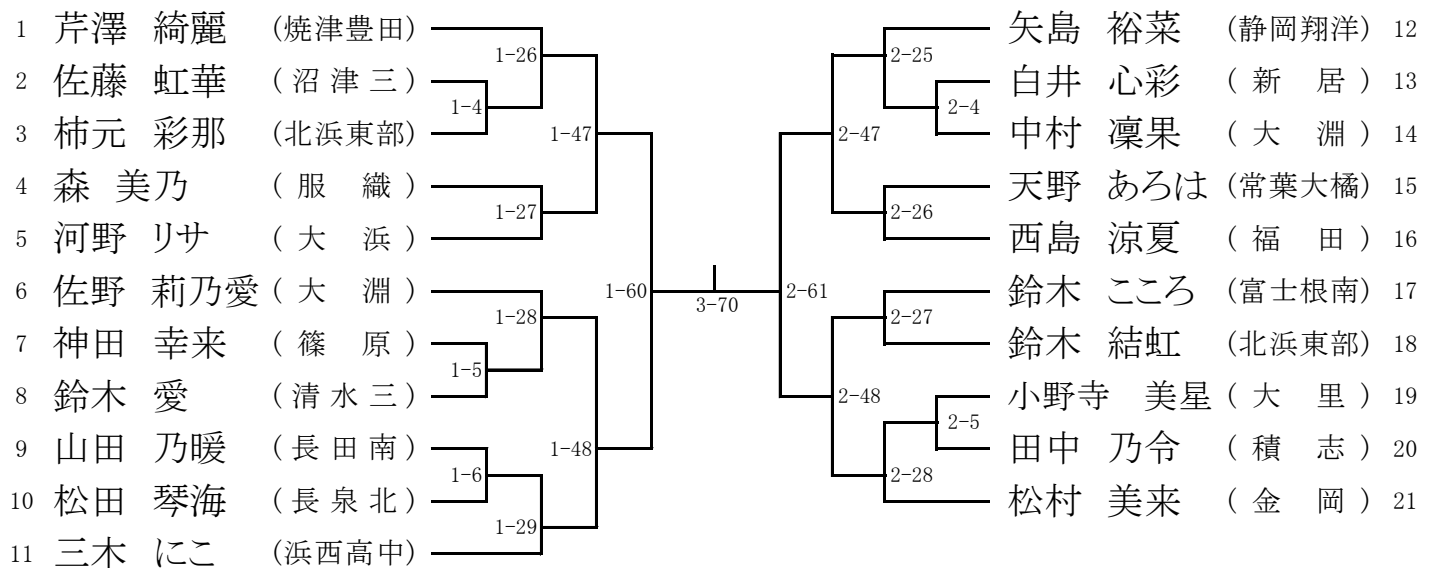 1 芹澤 綺麗 (焼津豊田)
2 佐藤 虹華 (沼津三)
3 柿元 彩那 (北浜東部)
4 森 美乃 (服 織)
5 河野 リサ (大 浜)
6 佐野 莉乃愛 (大 淵)
7 神田 幸来 (篠 原)
8 鈴木 愛 (清水三)
9 山田 乃暖 (長田南)
10 松田 琴海 (長泉北)
11 三木 にこ (浜西高中)
1-26
1-4
1-47
1-27
1-60
1-28
1-5
1-48
1-6
1-29
3-70
2-25
2-4
2-47
2-26
2-61
2-27
2-48
2-5
2-28
矢島 裕菜 (静岡翔洋) 12
白井 心彩 (新 居) 13
中村 凜果 (大 淵) 14
天野 あろは (常葉大橘) 15
西島 涼夏 (福 田) 16
鈴木 こころ (富士根南) 17
鈴木 結虹 (北浜東部) 18
小野寺 美星 (大 里) 19
田中 乃令 (積 志) 20
松村 美来 (金 岡) 21